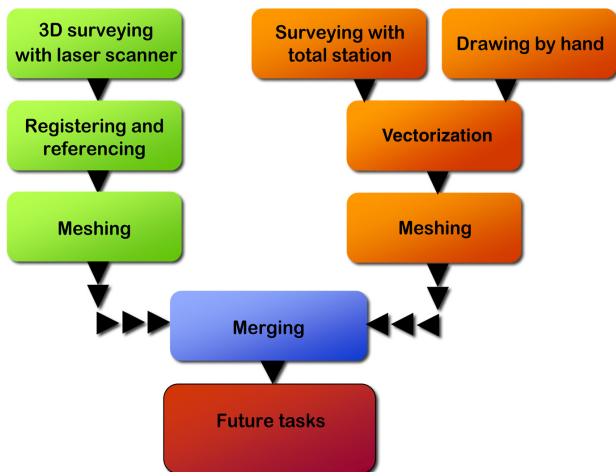 3D surveying
with laser scanner
Surveying with
total station
Drawing by hand
Registering and
referencing
Vectorization
Meshing
Meshing
Merging
Future tasks